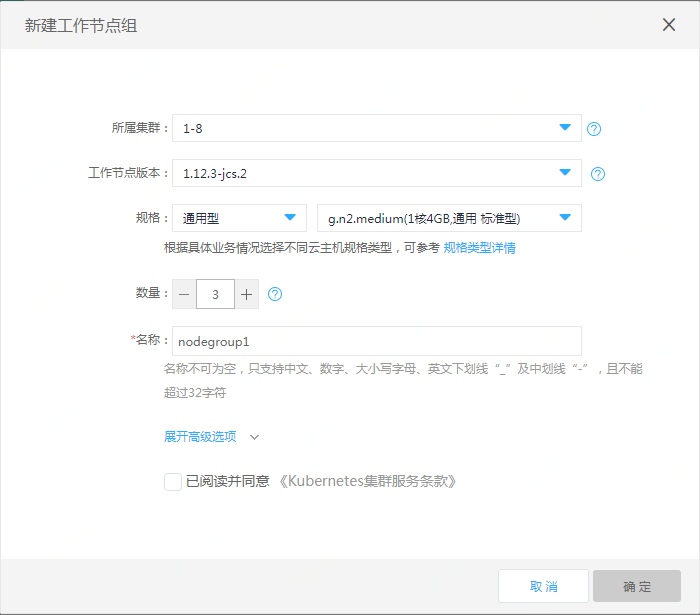 新建工作节点组
所属集群： 1-8
工作节点版本： 1.12.3-jcs.2
规格： 通用型 g.n2.medium(1核4GB,通用 标准型)
根据具体业务情况选择不同云主机规格类型，可参考 规格类型详情
数量： 3
*名称： nodegroup1
名称不可为空，只支持中文、数字、大小写字母、英文下划线“_”及中划线“-”，且不能
超过32字符
展开高级选项
已阅读并同意 《Kubernetes集群服务条款》
取 消 确 定